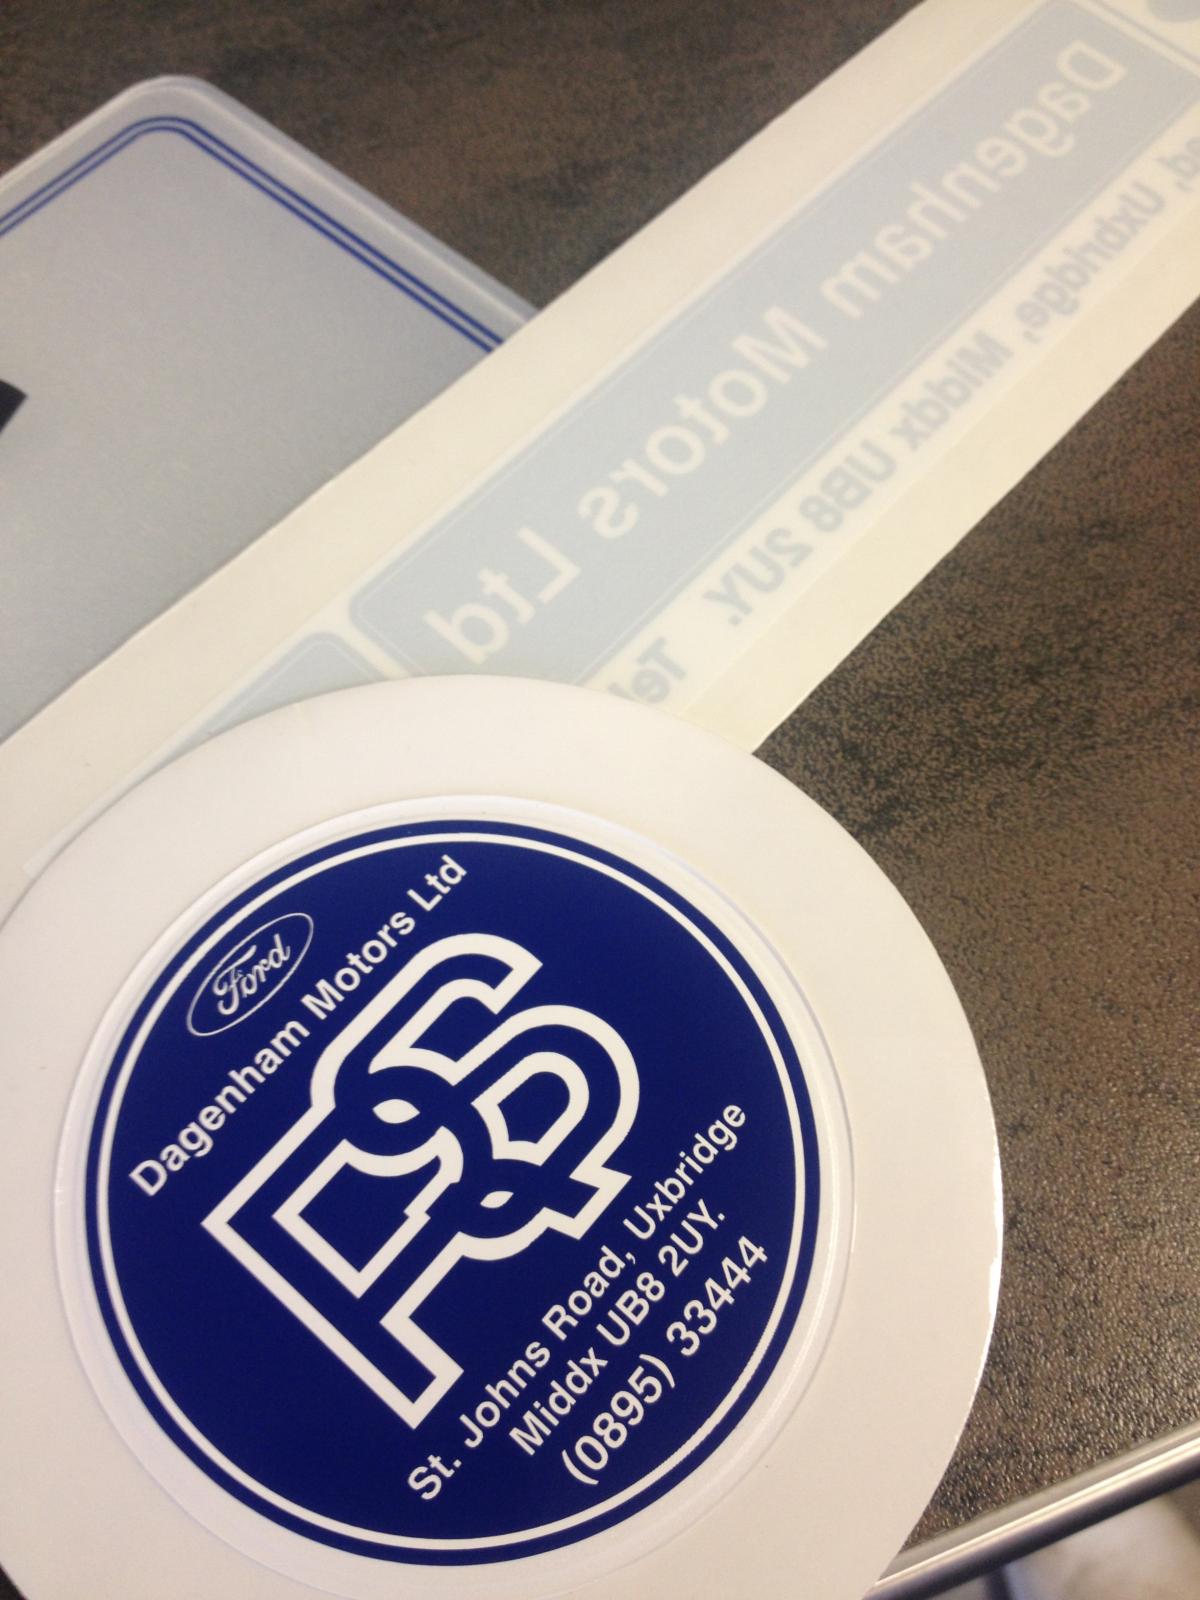 Dagenham Motors Ltd
d, Uxbridge, Middx UB8 2UY.
Tel
Ford
Dagenham Motors Ltd
RS
St. Johns Road, Uxbridge
Middx UB8 2UY.
(0895) 33444